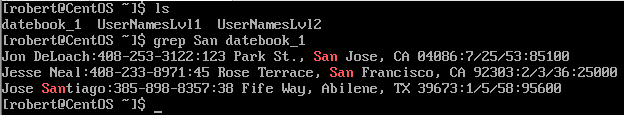 [robert@CentOS ~]$ ls
datebook_1  UserNamesLvl1  UserNamesLvl2
[robert@CentOS ~]$ grep San datebook_1
Jon DeLoach:408-253-3122:123 Park St., San Jose, CA 04086:7/25/53:85100
Jesse Neal:408-233-8971:45 Rose Terrace, San Francisco, CA 92303:2/3/36:25000
Jose Santiago:385-898-8357:38 Fife Way, Abilene, TX 39673:1/5/58:95600
[robert@CentOS ~]$ _